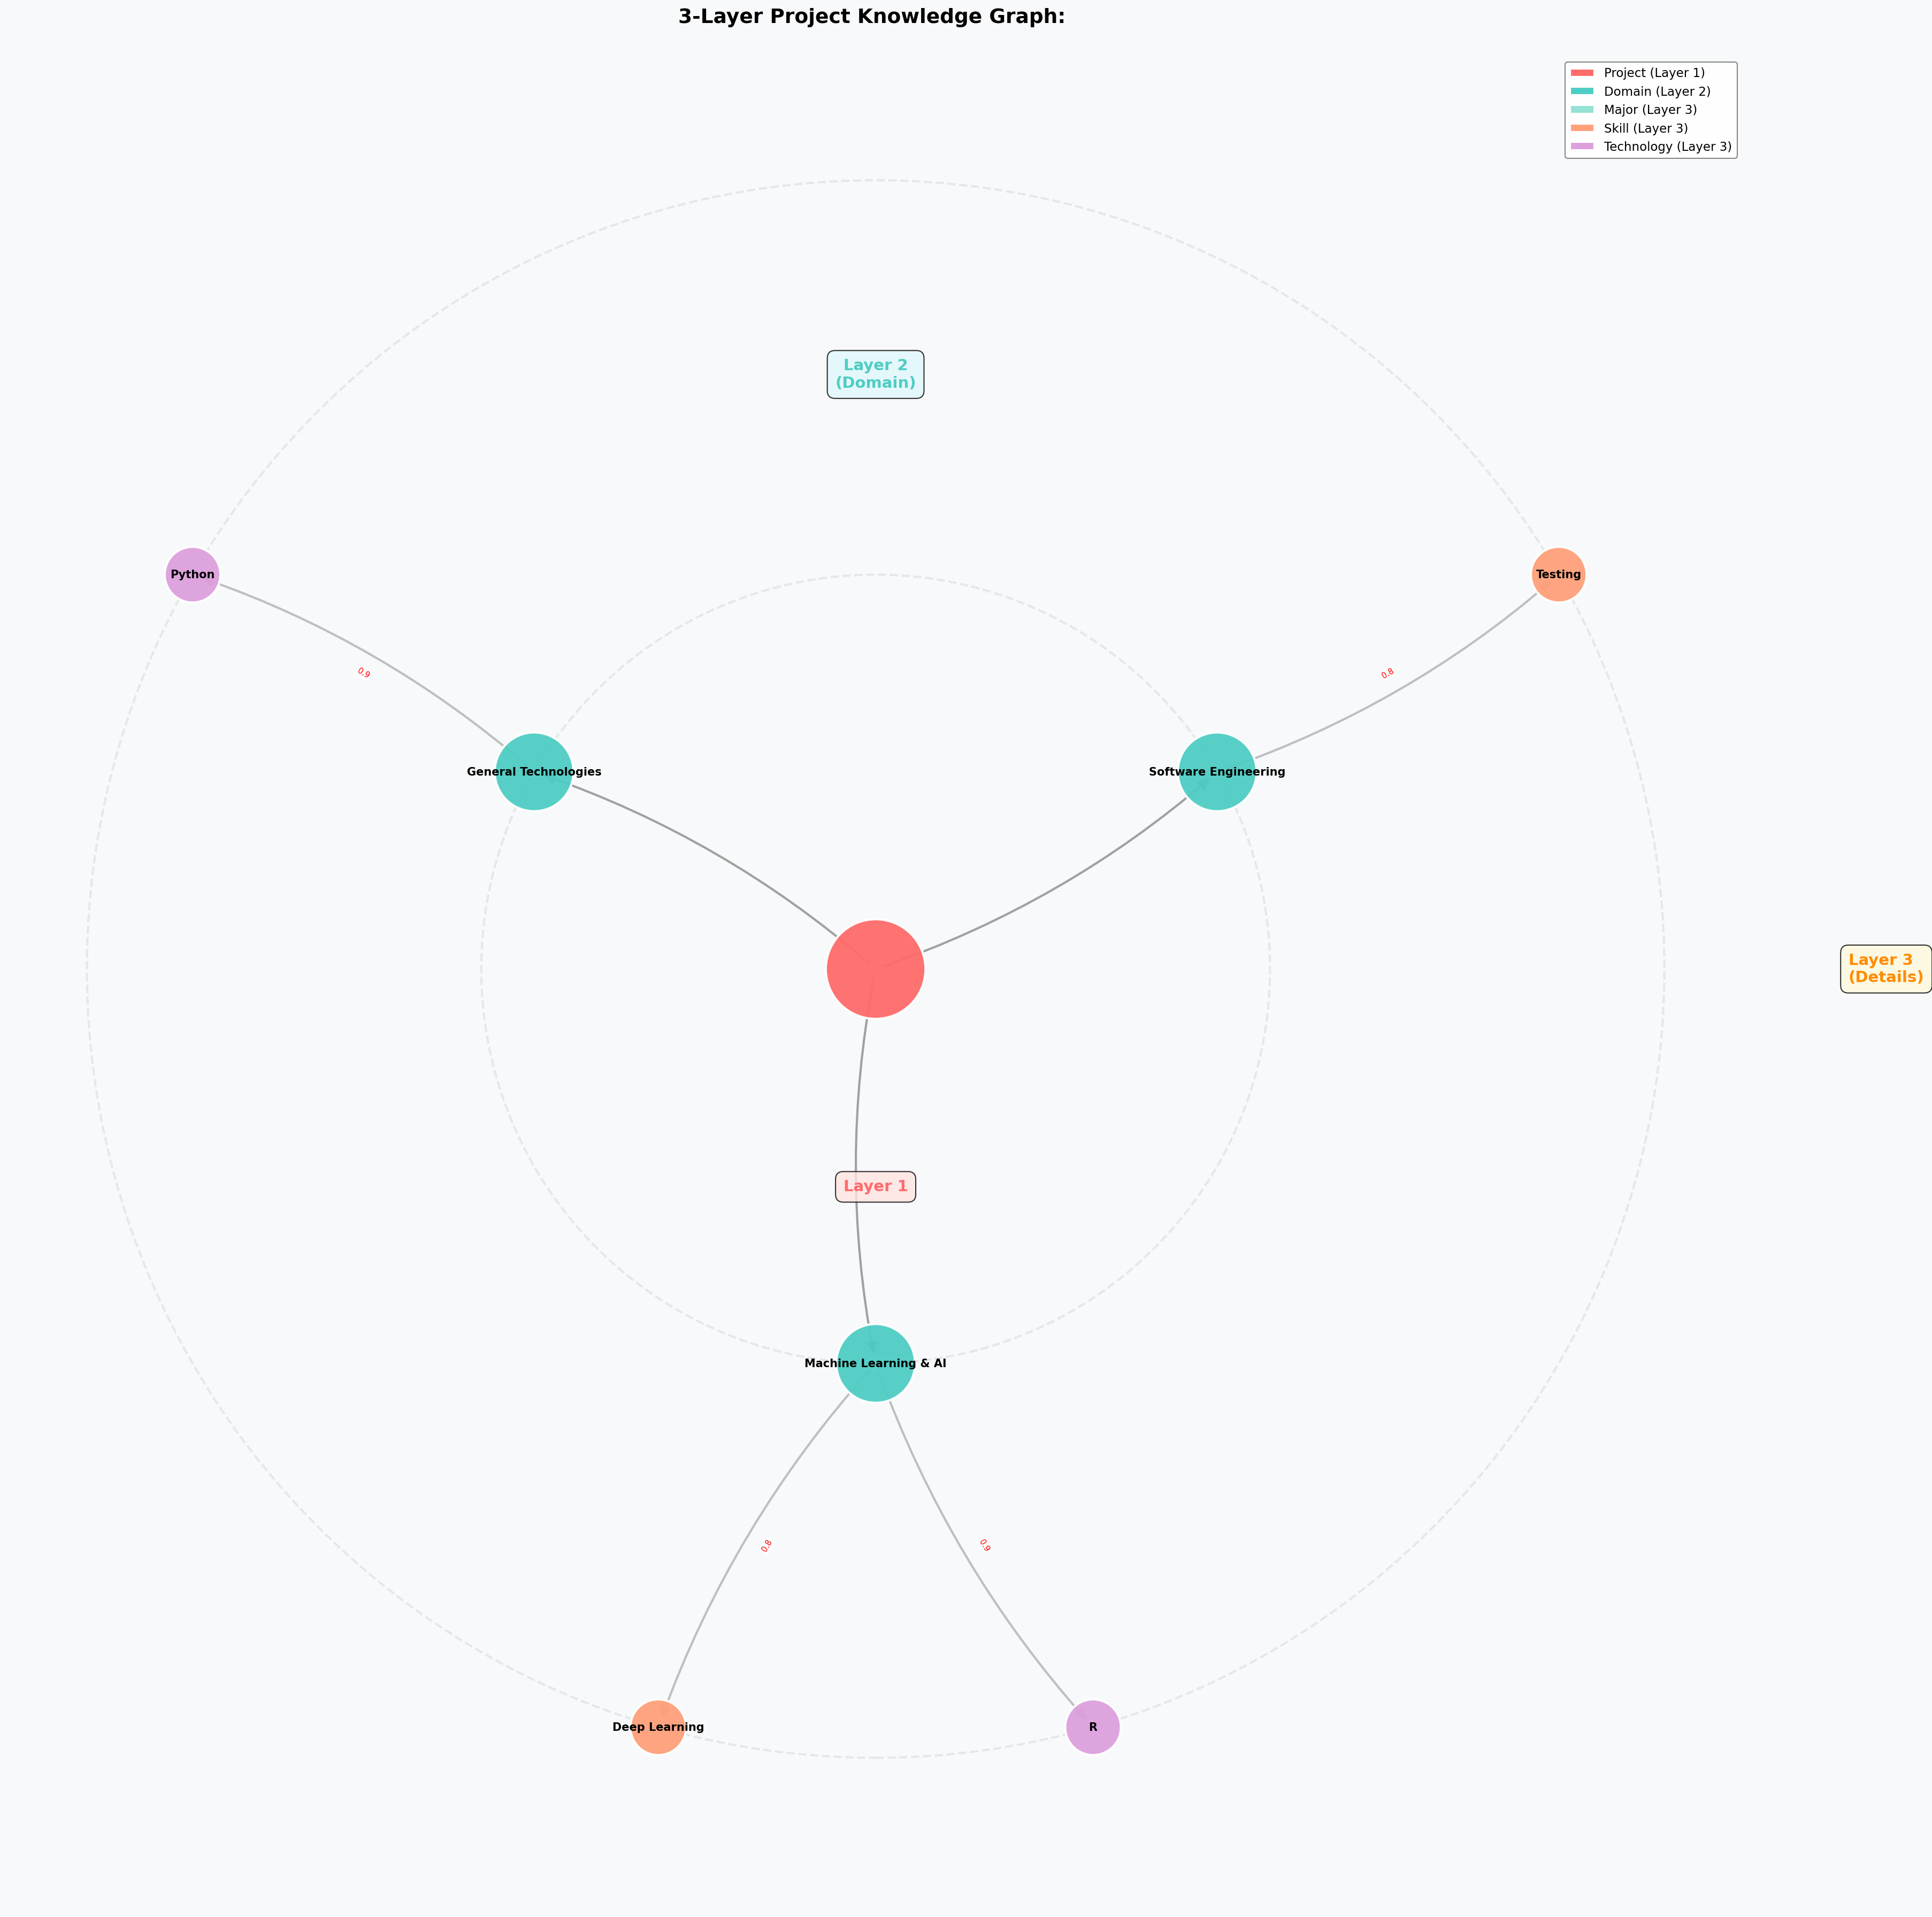 3-Layer Project Knowledge Graph:
Project (Layer 1)
Domain (Layer 2)
Major (Layer 3)
Skill (Layer 3)
Technology (Layer 3)
Layer 2
(Domain)
Python
Testing
0.9
0.8
General Technologies
Software Engineering
Layer 3
(Details)
Layer 1
Machine Learning & AI
0.8
0.9
Deep Learning
R